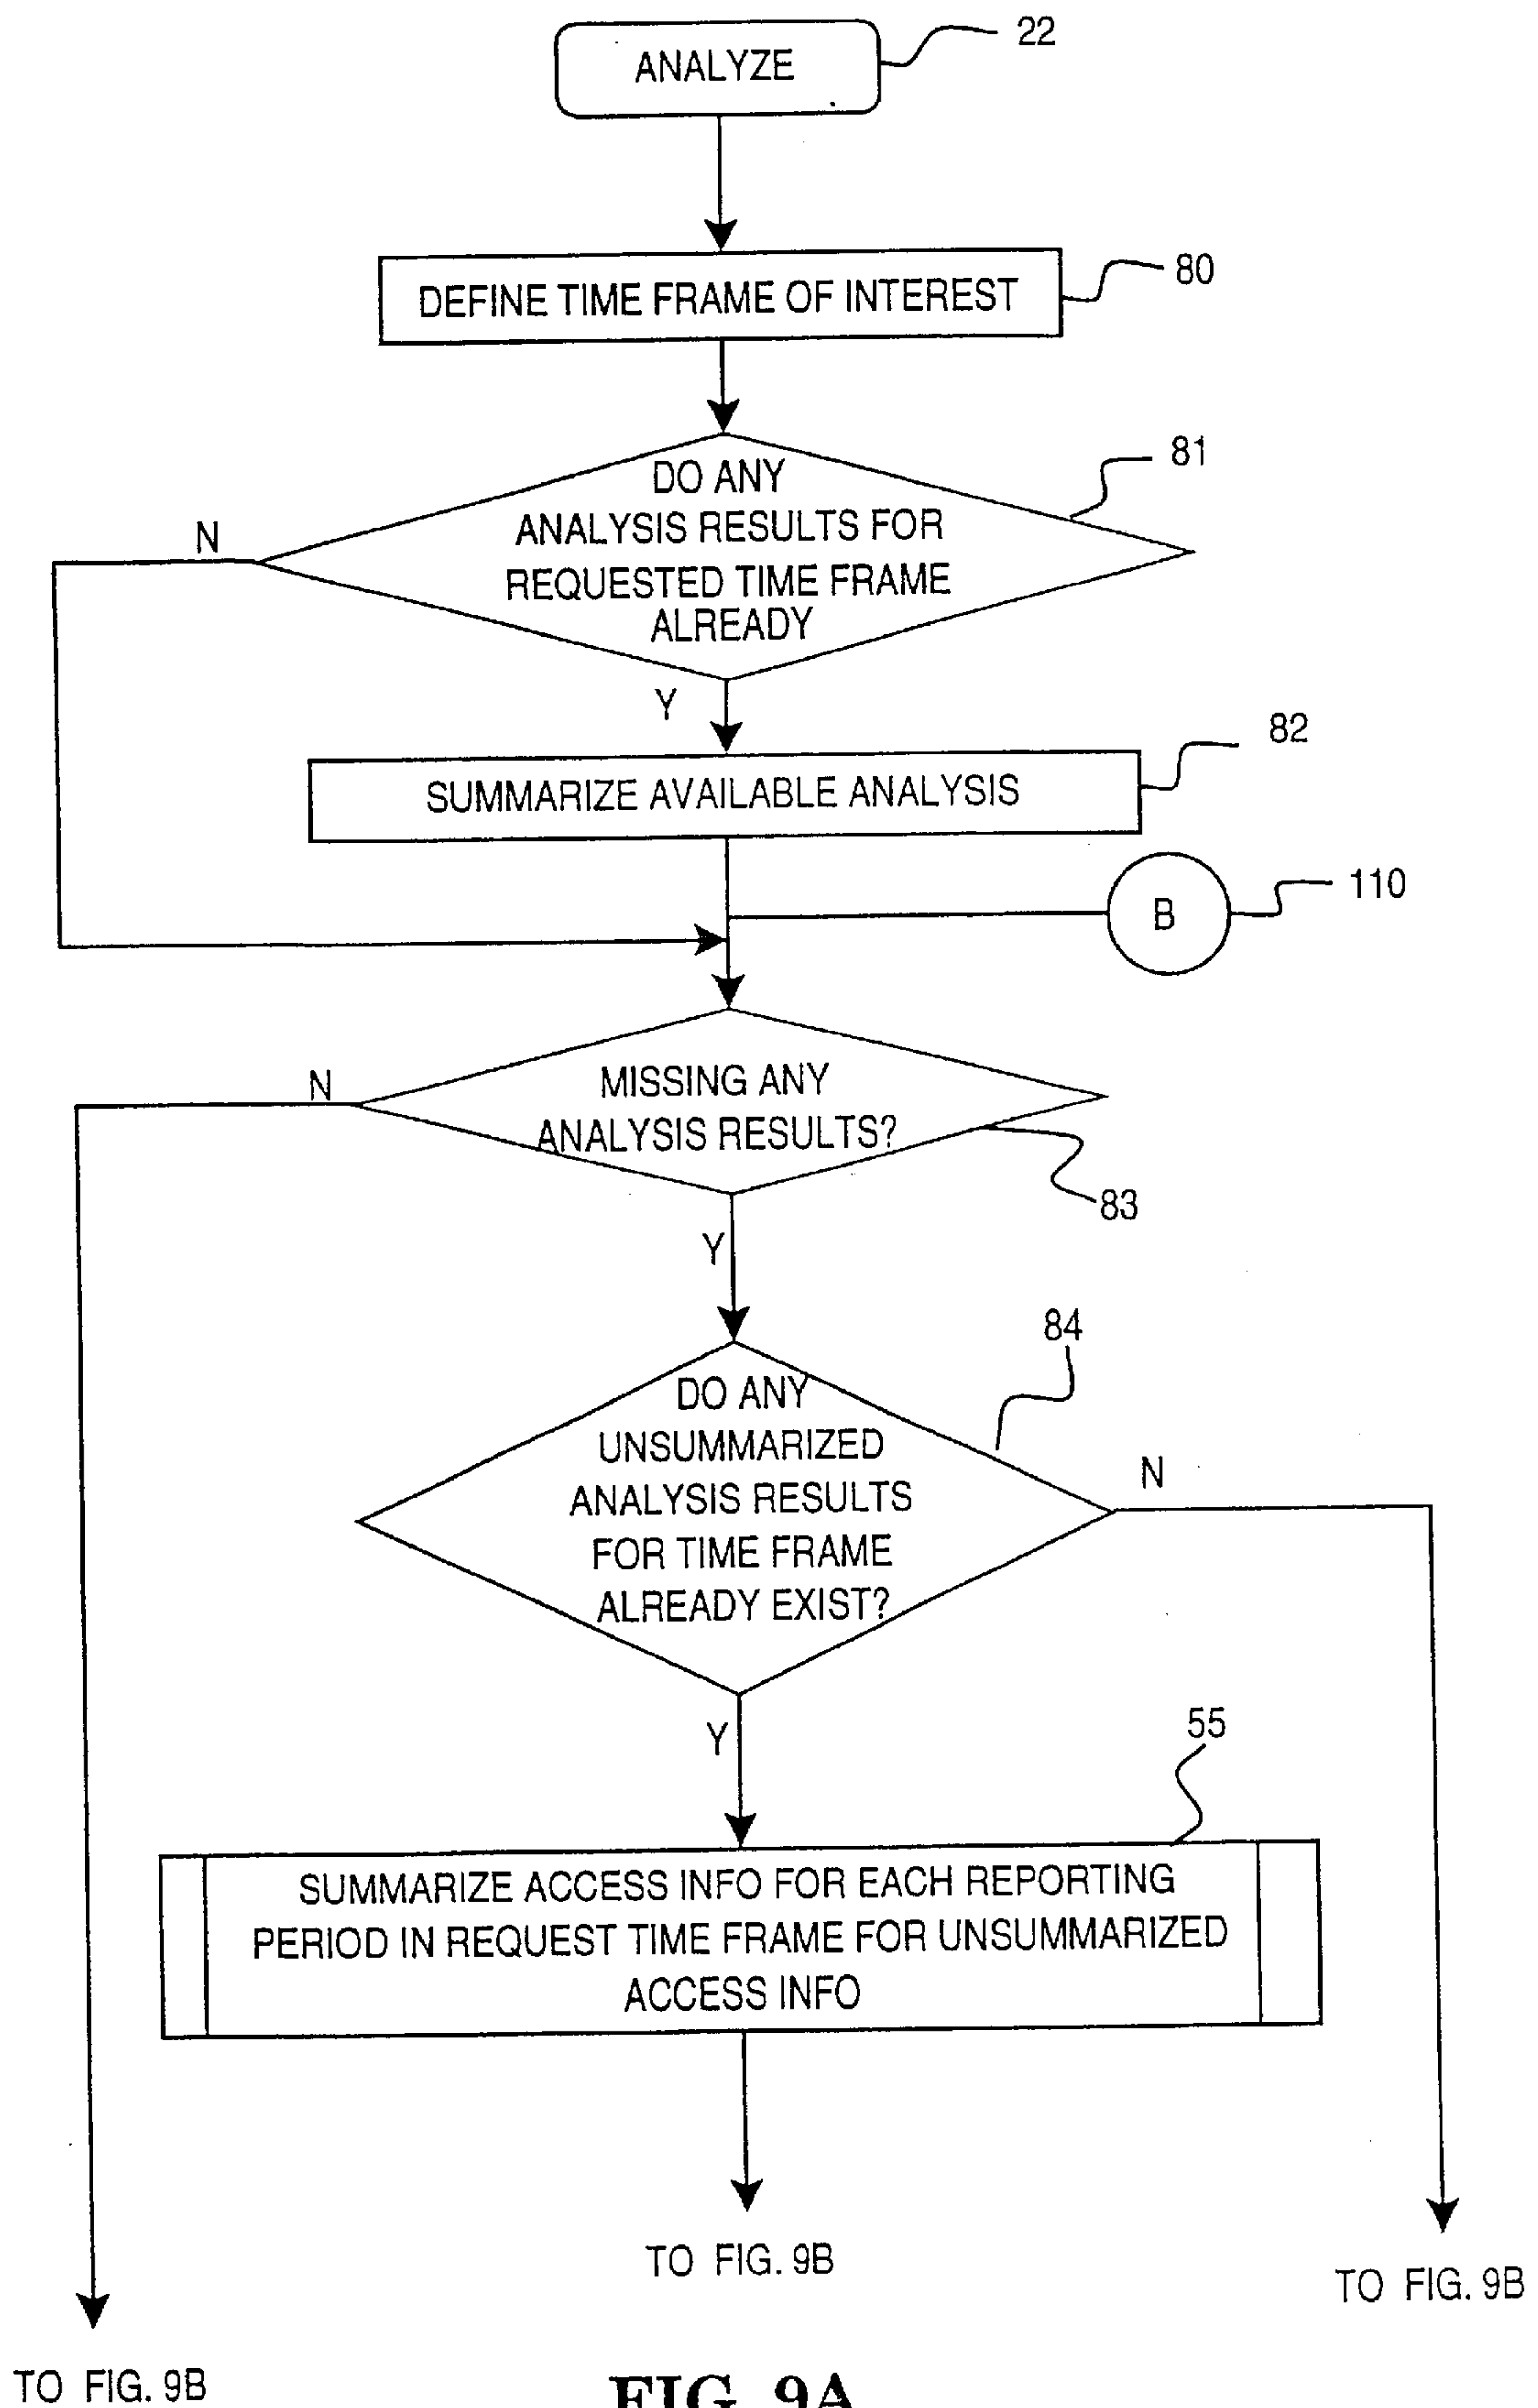 ANALYZE
22
DEFINE TIME FRAME OF INTEREST
80
DO ANY
ANALYSIS RESULTS FOR
REQUESTED TIME FRAME
ALREADY
81
N
Y
SUMMARIZE AVAILABLE ANALYSIS
82
B
110
MISSING ANY
ANALYSIS RESULTS?
N
83
Y
84
DO ANY
UNSUMMARIZED
ANALYSIS RESULTS
FOR TIME FRAME
ALREADY EXIST?
N
Y
55
SUMMARIZE ACCESS INFO FOR EACH REPORTING
PERIOD IN REQUEST TIME FRAME FOR UNSUMMARIZED
ACCESS INFO
TO FIG. 9B
TO FIG. 9B
TO FIG. 9B
FIG. 9A